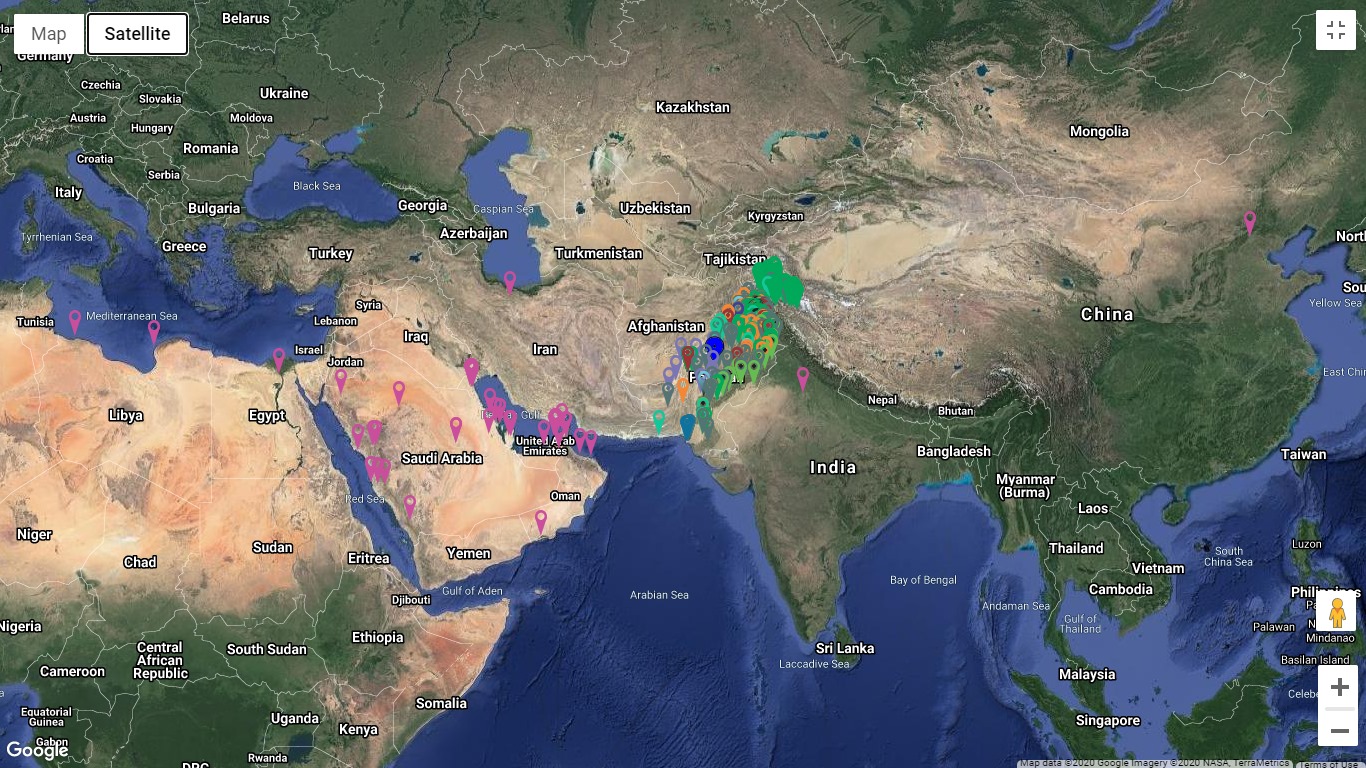 Map
Satellite
Belarus
Germany
Czechia
Ukraine
Slovakia
Kazakhstan
Austria
Moldova
Hungary
Mongolia
Romania
Croatia
Serbia
Black Sea
Italy
Bulgaria
Georgia
Caspian Sea
Uzbekistan
Kyrgyzstan
Azerbaijan
Tyrrhenian Sea
Greece
Turkey
Turkmenistan
Tajikistan
Syria
Yellow Sea
Tunisia
Mediterranean Sea
Lebanon
Afghanistan
China
Iraq
Israel
Iran
Jordan
East Chi
Nepal
Bhutan
Libya
Egypt
Gulf
United Arab
Emirates
Bangladesh
Taiwan
Saudi Arabia
India
Myanmar
(Burma)
Red Sea
Oman
Laos
Niger
Sudan
Yemen
Thailand
South
China Sea
Luzon
Chad
Eritrea
Vietnam
Gulf of Aden
Arabian Sea
Bay of Bengal
Cambodia
Djibouti
Andaman Sea
Gulf of
Thailand
Philippines
Nigeria
Palawan
Mindanao
Ethiopia
Central
African
Republic
South Sudan
Sri Lanka
Laccadive Sea
Basilan Island
Cameroon
Malaysia
Celebe
Somalia
Equatorial
Guinea
Uganda
Kenya
Singapore
Gabon
Google
Rwanda
DRC
Map data ©2020 Google Imagery ©2020 NASA, TerraMetrics
Terms of Use